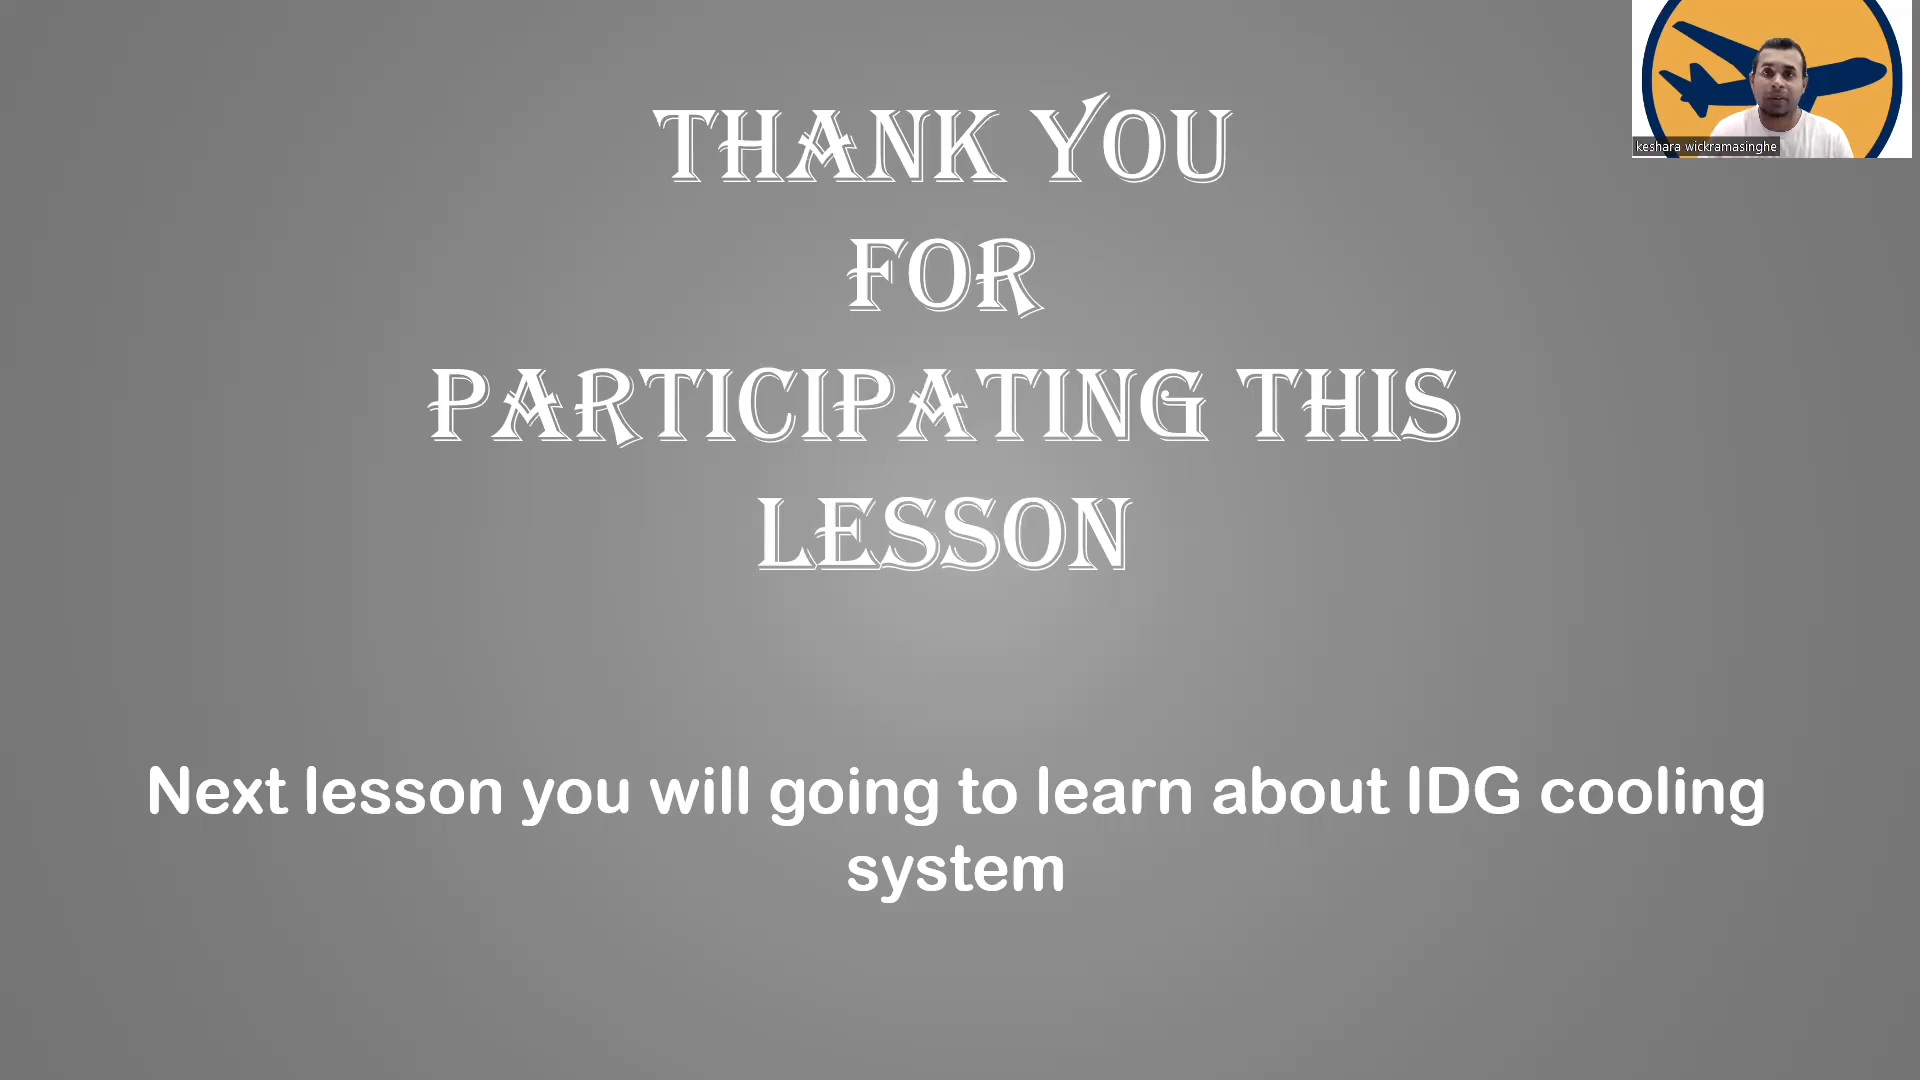 THANK YOU
FOR
PARTICIPATING THIS
LESSON
Next lesson you will going to learn about IDG cooling
system
keshara wickramasinghe